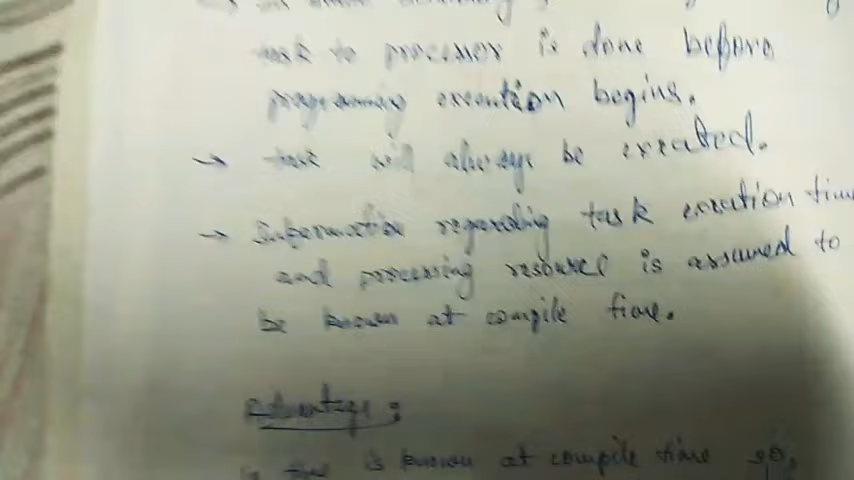 task to processor is done before
programing execution begins.
→ task will always be executed.
→ Information regarding task execution time
and processing resource is assumed to
be known at compile time.
Advantage :
is known at compile time so,